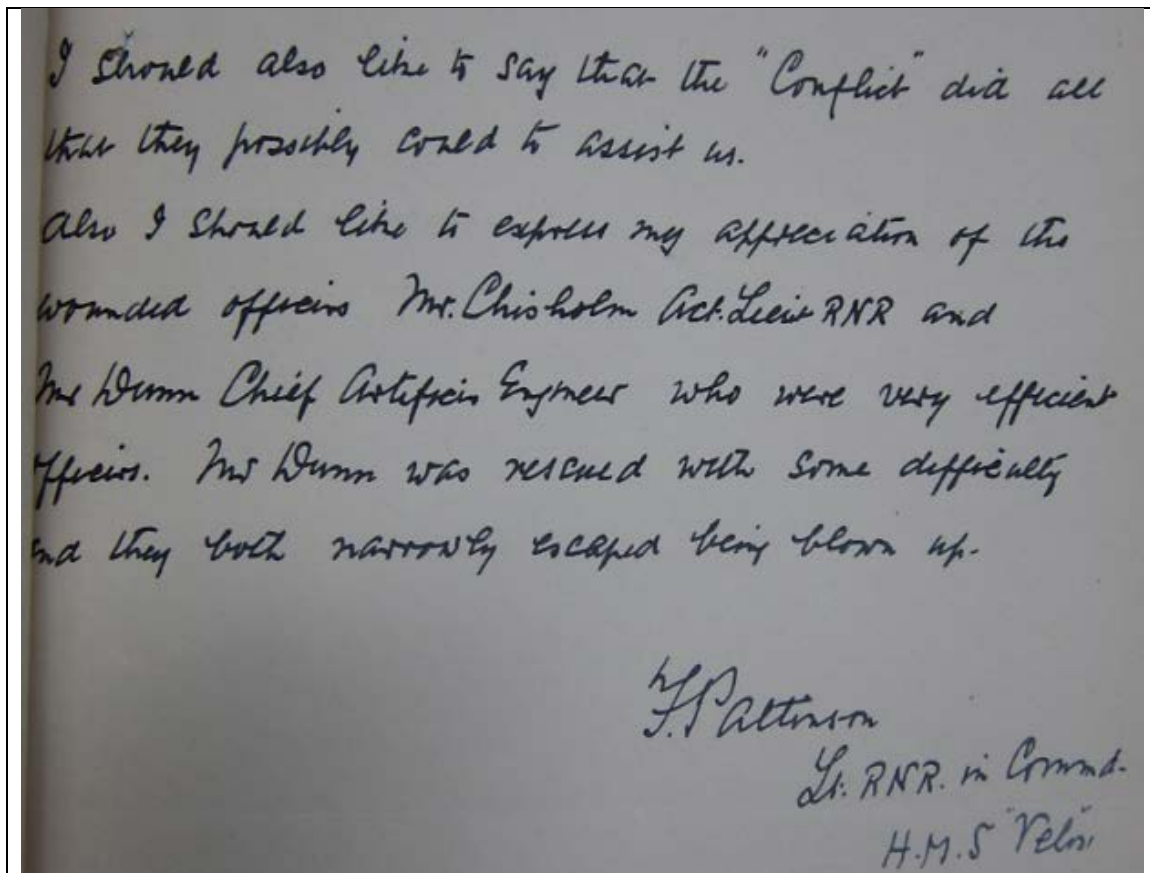 I should also like to say that the "Conflict" did all
that they possibly could to assist us.
Also I should like to express my appreciation of the
wounded officers Mr. Chisholm Act. Lieut RNR and
Mr Dunn Chief Artificer Engineer who were very efficient
officers. Mr Dunn was rescued with some difficulty
and they both narrowly escaped being blown up.
F. Pattinson
Lt. RNR. in Commd.
H.M.S "Velox"